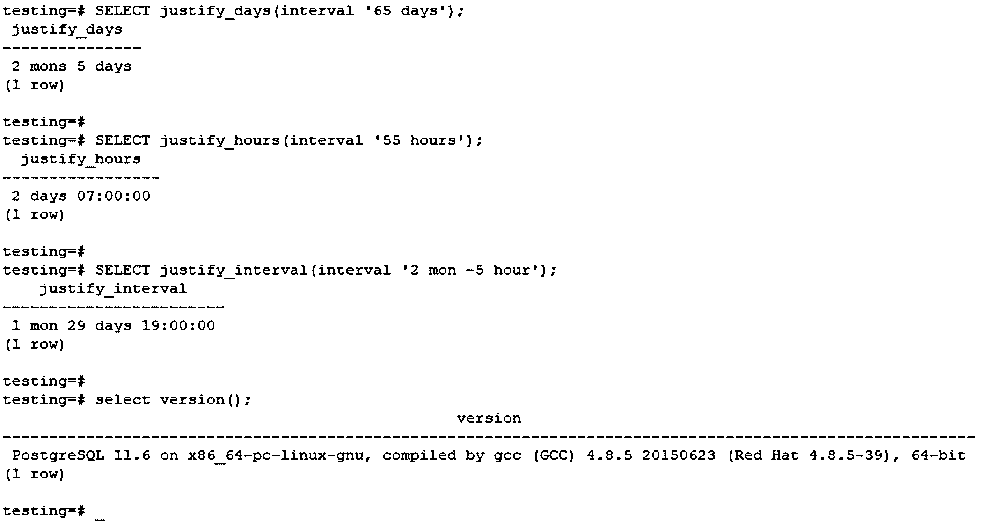 testing=# SELECT justify_days(interval '65 days');
 justify_days
---------------
 2 mons 5 days
(1 row)
testing=#
testing=# SELECT justify_hours(interval '55 hours');
  justify_hours
-----------------
 2 days 07:00:00
(1 row)
testing=#
testing=# SELECT justify_interval(interval '2 mon -5 hour');
    justify_interval
------------------------
 1 mon 29 days 19:00:00
(1 row)
testing=#
testing=# select version();
                                                 version
---------------------------------------------------------------------------------------------------------
 PostgreSQL 11.6 on x86_64-pc-linux-gnu, compiled by gcc (GCC) 4.8.5 20150623 (Red Hat 4.8.5-39), 64-bit
(1 row)
testing=# _